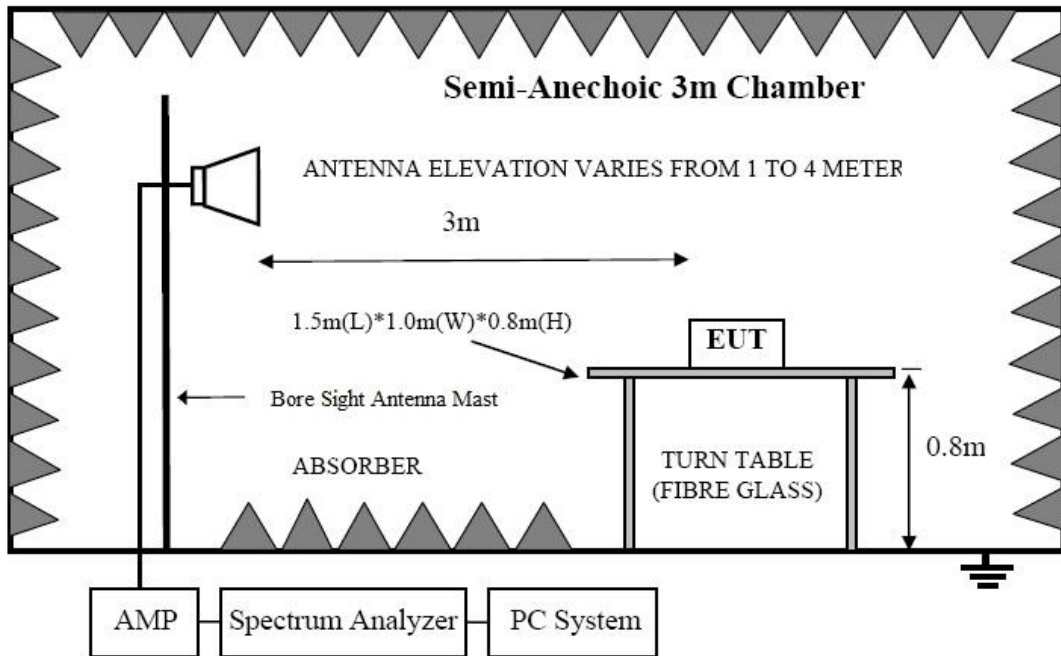 Semi-Anechoic 3m Chamber
ANTENNA ELEVATION VARIES FROM 1 TO 4 METER
3m
1.5m(L)*1.0m(W)*0.8m(H)
EUT
Bore Sight Antenna Mast
ABSORBER
TURN TABLE
(FIBRE GLASS)
0.8m
AMP
Spectrum Analyzer
PC System